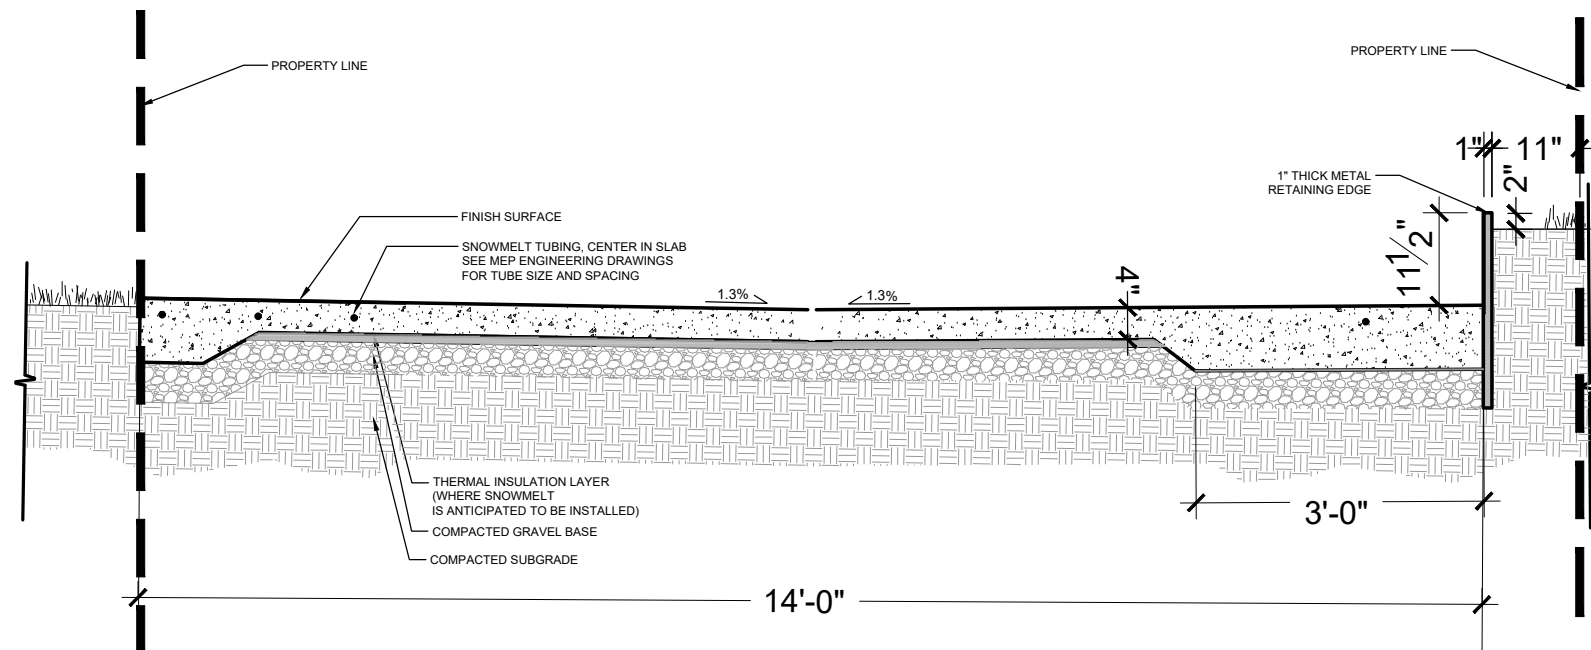 PROPERTY LINE
PROPERTY LINE
1"
11"
2"
1" THICK METAL
RETAINING EDGE
FINISH SURFACE
SNOWMELT TUBING, CENTER IN SLAB
SEE MEP ENGINEERING DRAWINGS
FOR TUBE SIZE AND SPACING
11 1/2"
4"
1.3%
1.3%
THERMAL INSULATION LAYER
(WHERE SNOWMELT
IS ANTICIPATED TO BE INSTALLED)
COMPACTED GRAVEL BASE
COMPACTED SUBGRADE
3'-0"
14'-0"